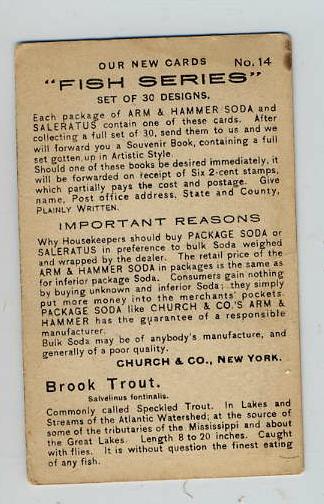 OUR NEW CARDS No. 14
"FISH SERIES"
SET OF 30 DESIGNS.
Each package of ARM & HAMMER SODA and
SALERATUS contain one of these cards. After
collecting a full set of 30, send them to us and we
will forward you a Souvenir Book, containing a full
set gotten up in Artistic Style.
Should one of these books be desired immediately, it
will be forwarded on receipt of Six 2-cent stamps,
which partially pays the cost and postage. Give
name, Post office address, State and County,
PLAINLY WRITTEN.
IMPORTANT REASONS
Why Housekeepers should buy PACKAGE SODA or
SALERATUS in preference to bulk Soda weighed
and wrapped by the dealer. The retail price of the
ARM & HAMMER SODA in packages is the same as
for inferior package Soda. Consumers gain nothing
by buying unknown and inferior Soda; they simply
put more money into the merchants' pockets.
PACKAGE SODA like CHURCH & CO.'S ARM &
HAMMER has the guarantee of a responsible
manufacturer.
Bulk Soda may be of anybody's manufacture, and
generally of a poor quality.
CHURCH & CO., NEW YORK.
Brook Trout.
Salvelinus fontinalis.
Commonly called Speckled Trout. In Lakes and
Streams of the Atlantic Watershed; at the source of
some of the tributaries of the Mississippi and about
the Great Lakes. Length 8 to 20 inches. Caught
with flies. It is without question the finest eating
of any fish.